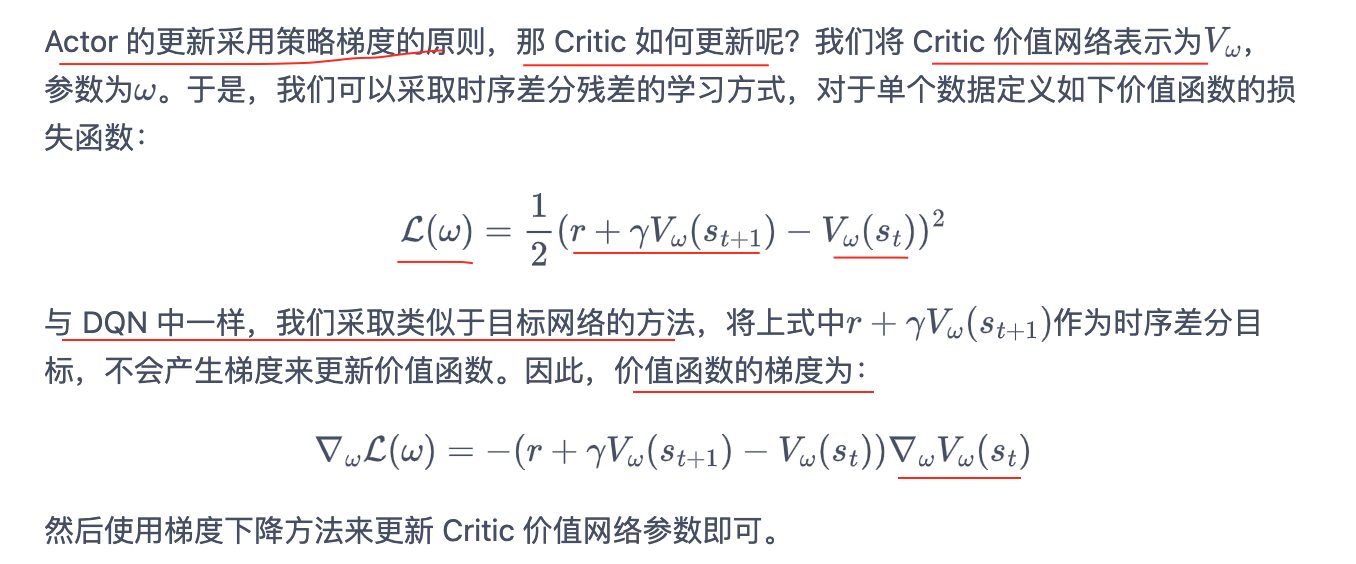 Actor 的更新采用策略梯度的原则，那 Critic 如何更新呢？我们将 Critic 价值网络表示为$V_\omega$，
参数为$\omega$。于是，我们可以采取时序差分残差的学习方式，对于单个数据定义如下价值函数的损
失函数：
$\mathcal{L}(\omega) = \frac{1}{2}(r + \gamma V_\omega(s_{t+1}) - V_\omega(s_t))^2$
与 DQN 中一样，我们采取类似于目标网络的方法，将上式中$r + \gamma V_\omega(s_{t+1})$作为时序差分目
标，不会产生梯度来更新价值函数。因此，价值函数的梯度为：
$\nabla_\omega \mathcal{L}(\omega) = -(r + \gamma V_\omega(s_{t+1}) - V_\omega(s_t))\nabla_\omega V_\omega(s_t)$
然后使用梯度下降方法来更新 Critic 价值网络参数即可。